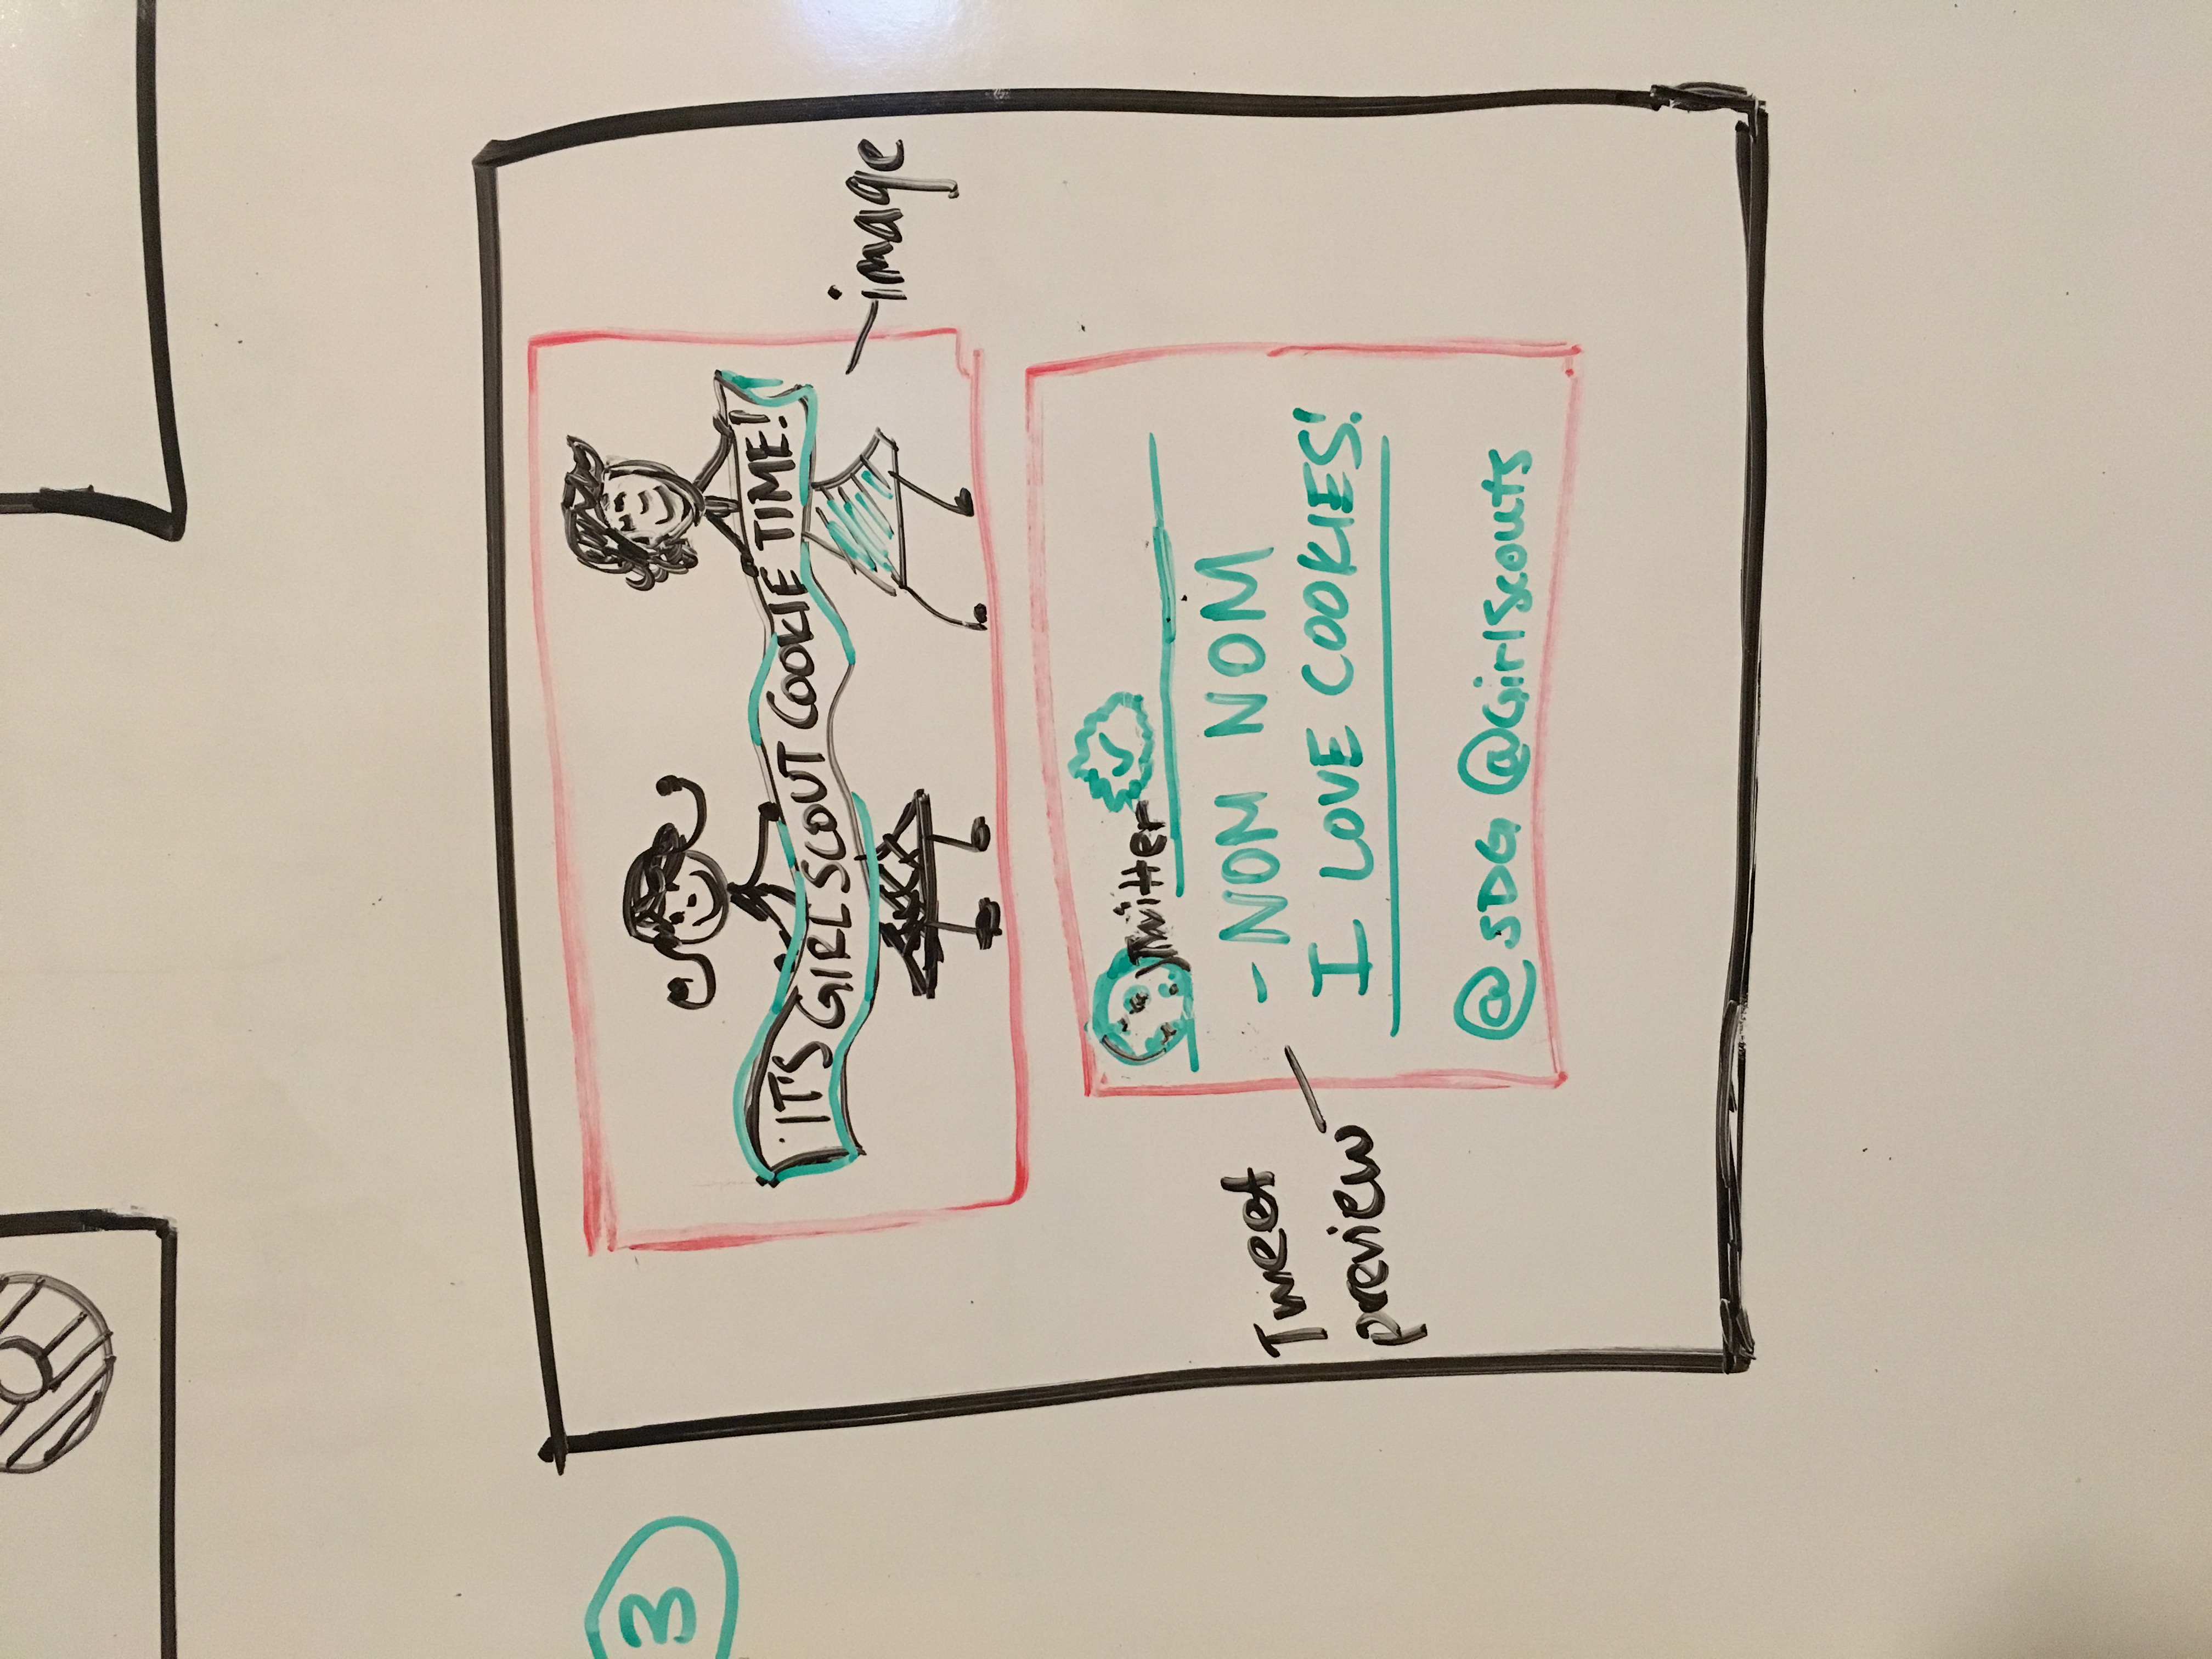 3
IT'S GIRL SCOUT COOKIE TIME!
image
Twitter
Tweet
preview
- NOM NOM
I LOVE COOKIES!
@SDG @GirlScouts